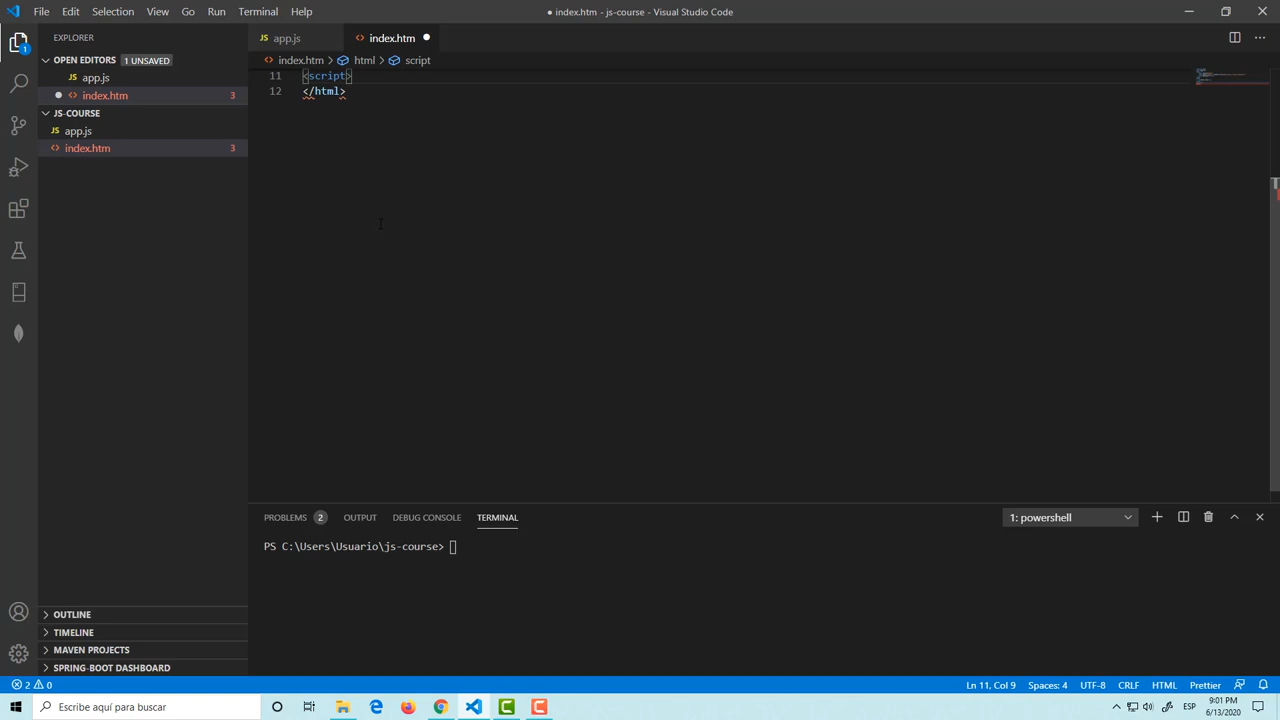 File Edit Selection View Go Run Terminal Help
● index.htm - js-course - Visual Studio Code
EXPLORER
1
OPEN EDITORS 1 UNSAVED
JS app.js
● <> index.htm 3
JS-COURSE
JS app.js
<> index.htm 3
OUTLINE
TIMELINE
MAVEN PROJECTS
SPRING-BOOT DASHBOARD
JS app.js
<> index.htm ●
<> index.htm > html > script
11 <script>
12 </html>
PROBLEMS 2 OUTPUT DEBUG CONSOLE TERMINAL
1: powershell
PS C:\Users\Usuario\js-course>
2 0
Ln 11, Col 9 Spaces: 4 UTF-8 CRLF HTML Prettier
Escribe aquí para buscar
ESP
9:01 PM
6/13/2020